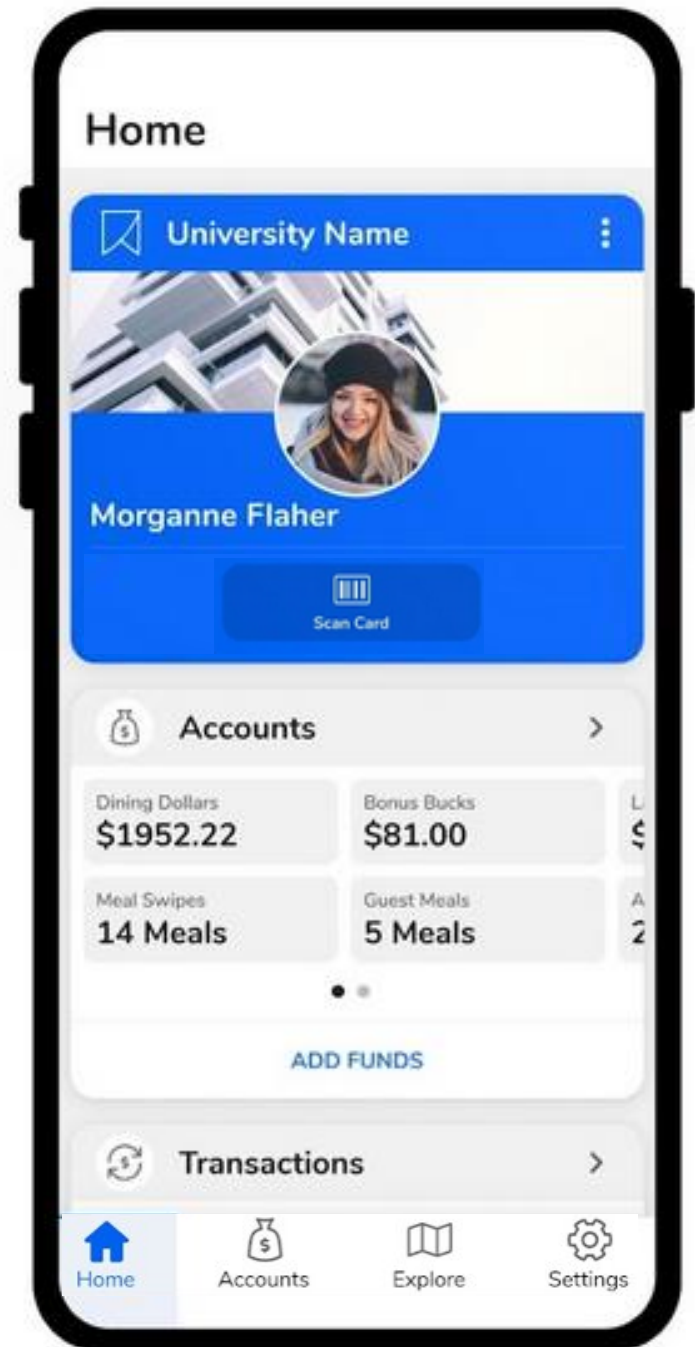 Home
University Name
Morganne Flaher
Scan Card
Accounts
Dining Dollars Bonus Bucks
$1952.22 $81.00 $
Meal Swipes Guest Meals A
14 Meals 5 Meals 2
ADD FUNDS
Transactions
Home Accounts Explore Settings